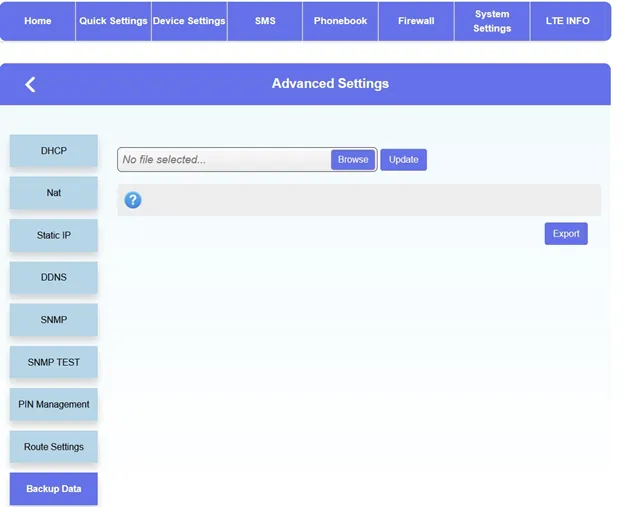 Home
Quick Settings
Device Settings
SMS
Phonebook
Firewall
System
Settings
LTE INFO
Advanced Settings
DHCP
Nat
Static IP
DDNS
SNMP
SNMP TEST
PIN Management
Route Settings
Backup Data
No file selected...
Browse
Update
?
Export